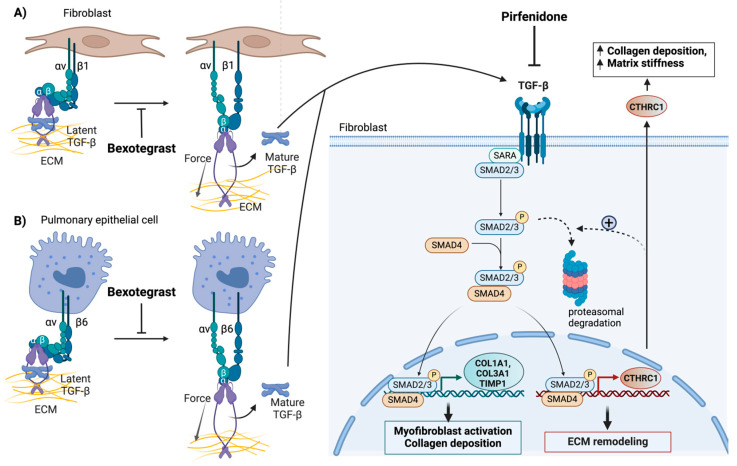 A)
Fibroblast
αv
β1
α β
Latent
TGF-β
ECM
Bexotegrast
αv
β1
β
α
Force
Mature
TGF-β
ECM
B)
Pulmonary epithelial cell
αv
β6
α β
Latent
TGF-β
ECM
Bexotegrast
αv
β6
β
α
Force
Mature
TGF-β
ECM
Pirfenidone
TGF-β
Collagen deposition,
Matrix stiffness
CTHRC1
Fibroblast
SARA
SMAD2/3
P
SMAD2/3
SMAD4
P
SMAD2/3
SMAD4
+
proteasomal
degradation
P
SMAD2/3
SMAD4
COL1A1,
COL3A1
TIMP1
P
SMAD2/3
SMAD4
CTHRC1
Myofibroblast activation
Collagen deposition
ECM remodeling